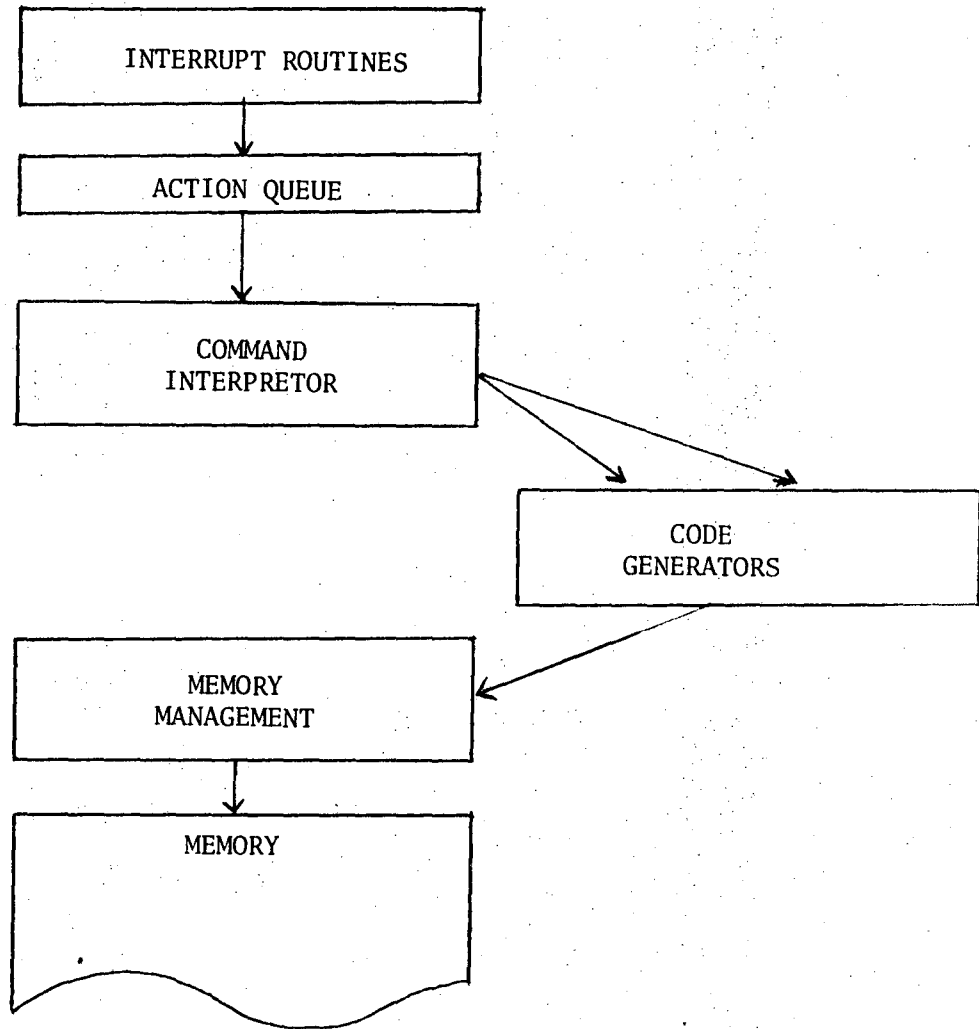 INTERRUPT ROUTINES
ACTION QUEUE
COMMAND
INTERPRETOR
CODE
GENERATORS
MEMORY
MANAGEMENT
MEMORY